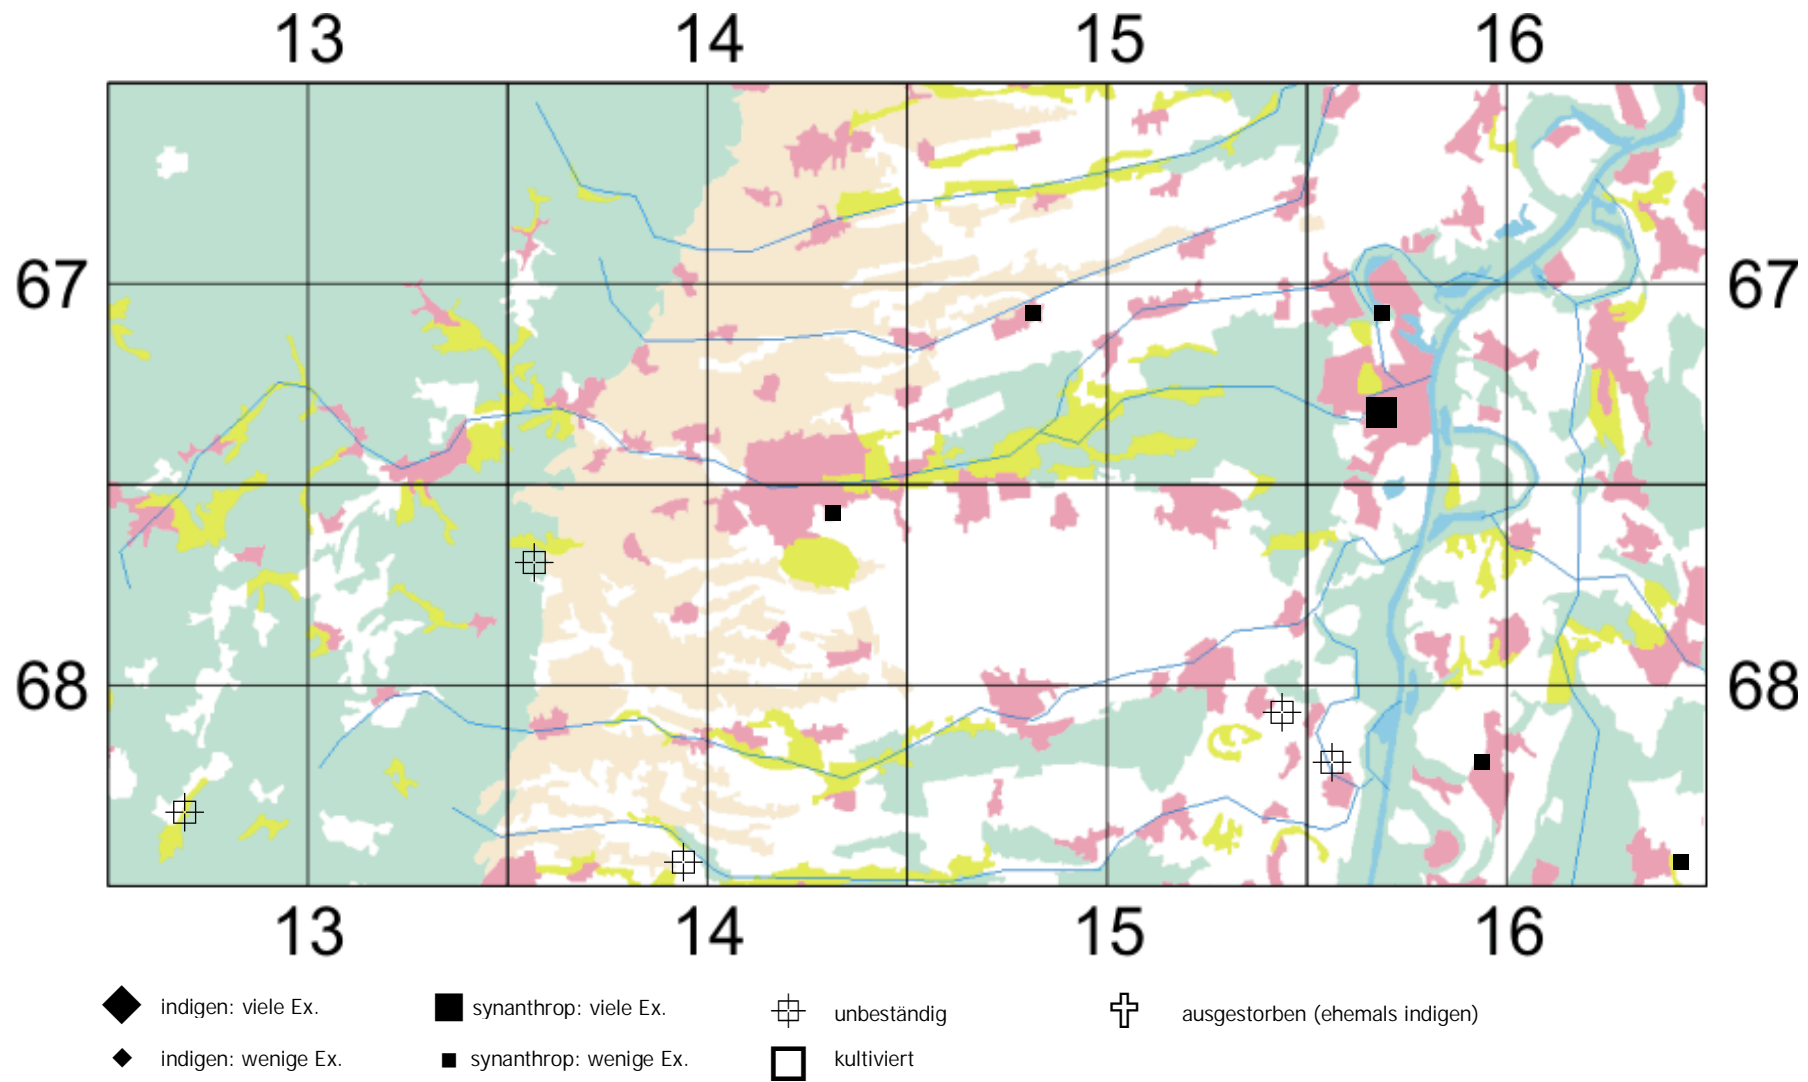 13 14 15 16
67 67
68 68
13 14 15 16
indigen: viele Ex. synanthrop: viele Ex. unbeständig ausgestorben (ehemals indigen)
indigen: wenige Ex. synanthrop: wenige Ex. kultiviert